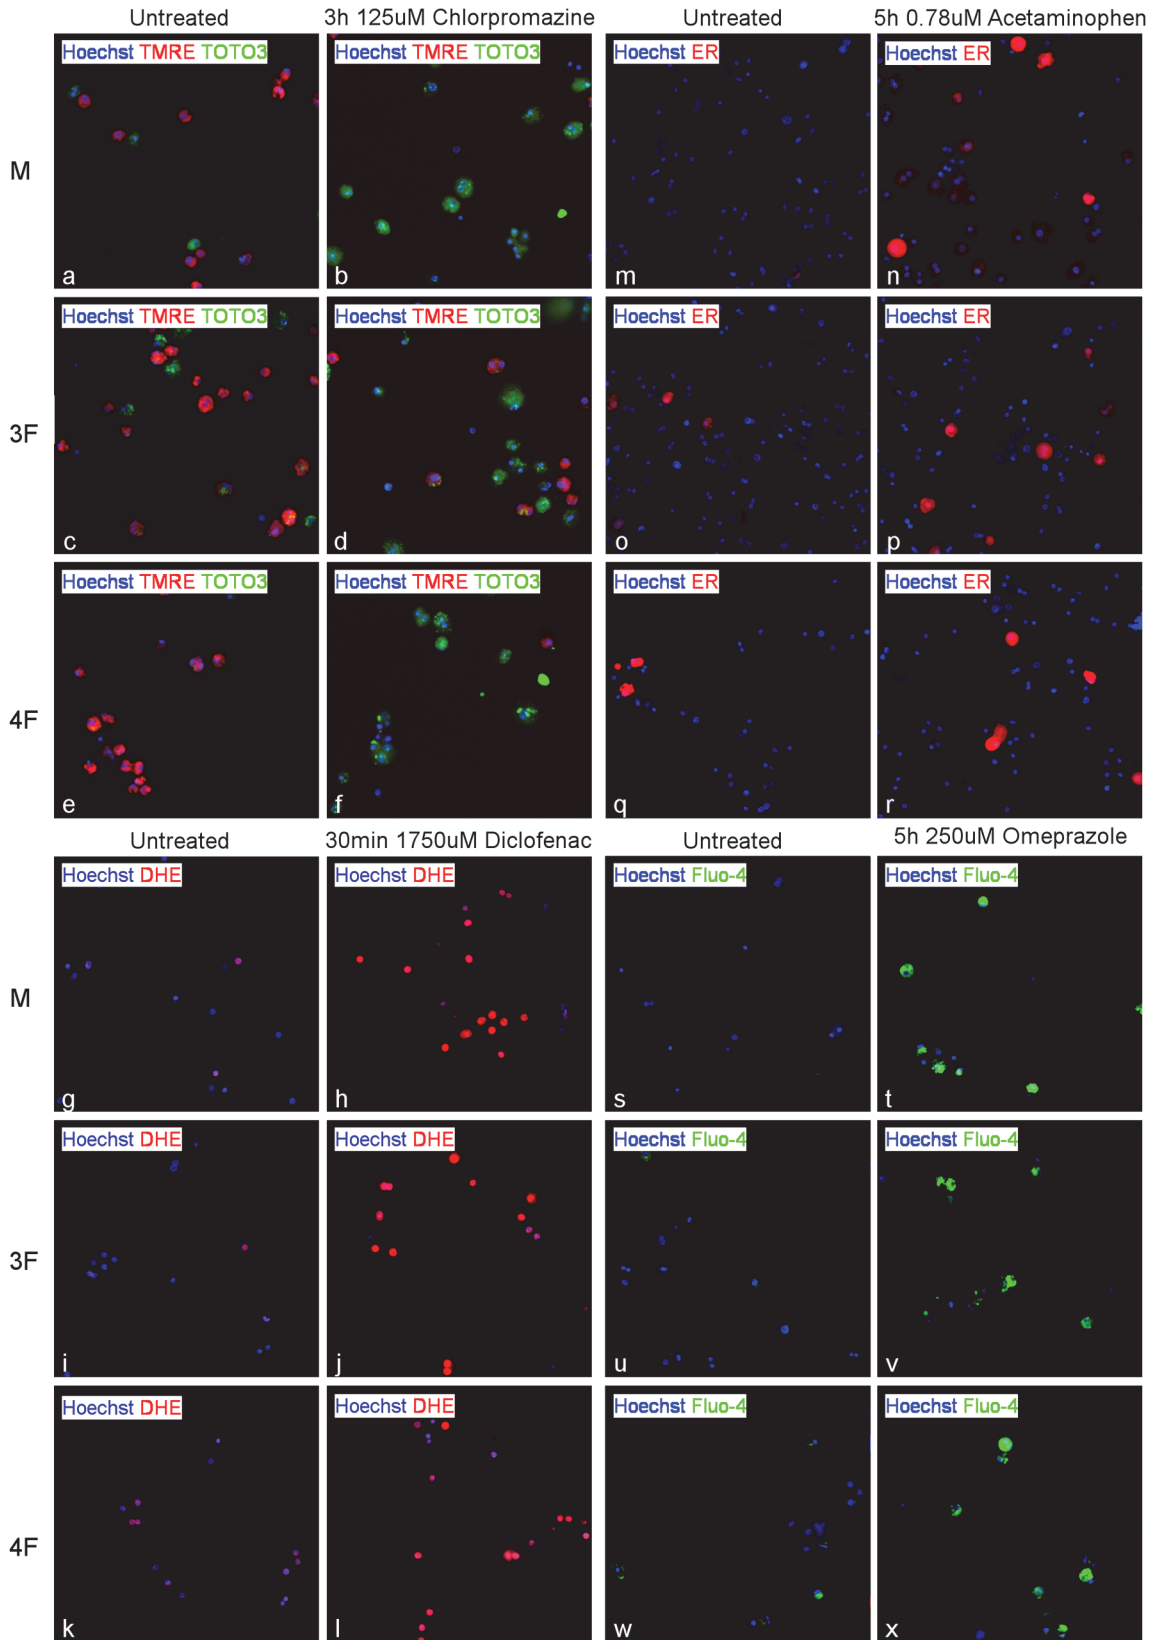 Untreated 3h 125uM Chlorpromazine Untreated 5h 0.78uM Acetaminophen
Hoechst TMRE TOTO3 Hoechst TMRE TOTO3 Hoechst ER Hoechst ER
M
a b m n
Hoechst TMRE TOTO3 Hoechst TMRE TOTO3 Hoechst ER Hoechst ER
3F
c d o p
Hoechst TMRE TOTO3 Hoechst TMRE TOTO3 Hoechst ER Hoechst ER
4F
e f q r
Untreated 30min 1750uM Diclofenac Untreated 5h 250uM Omeprazole
Hoechst DHE Hoechst DHE Hoechst Fluo-4 Hoechst Fluo-4
M
g h s t
Hoechst DHE Hoechst DHE Hoechst Fluo-4 Hoechst Fluo-4
3F
i j u v
Hoechst DHE Hoechst DHE Hoechst Fluo-4 Hoechst Fluo-4
4F
k l w x